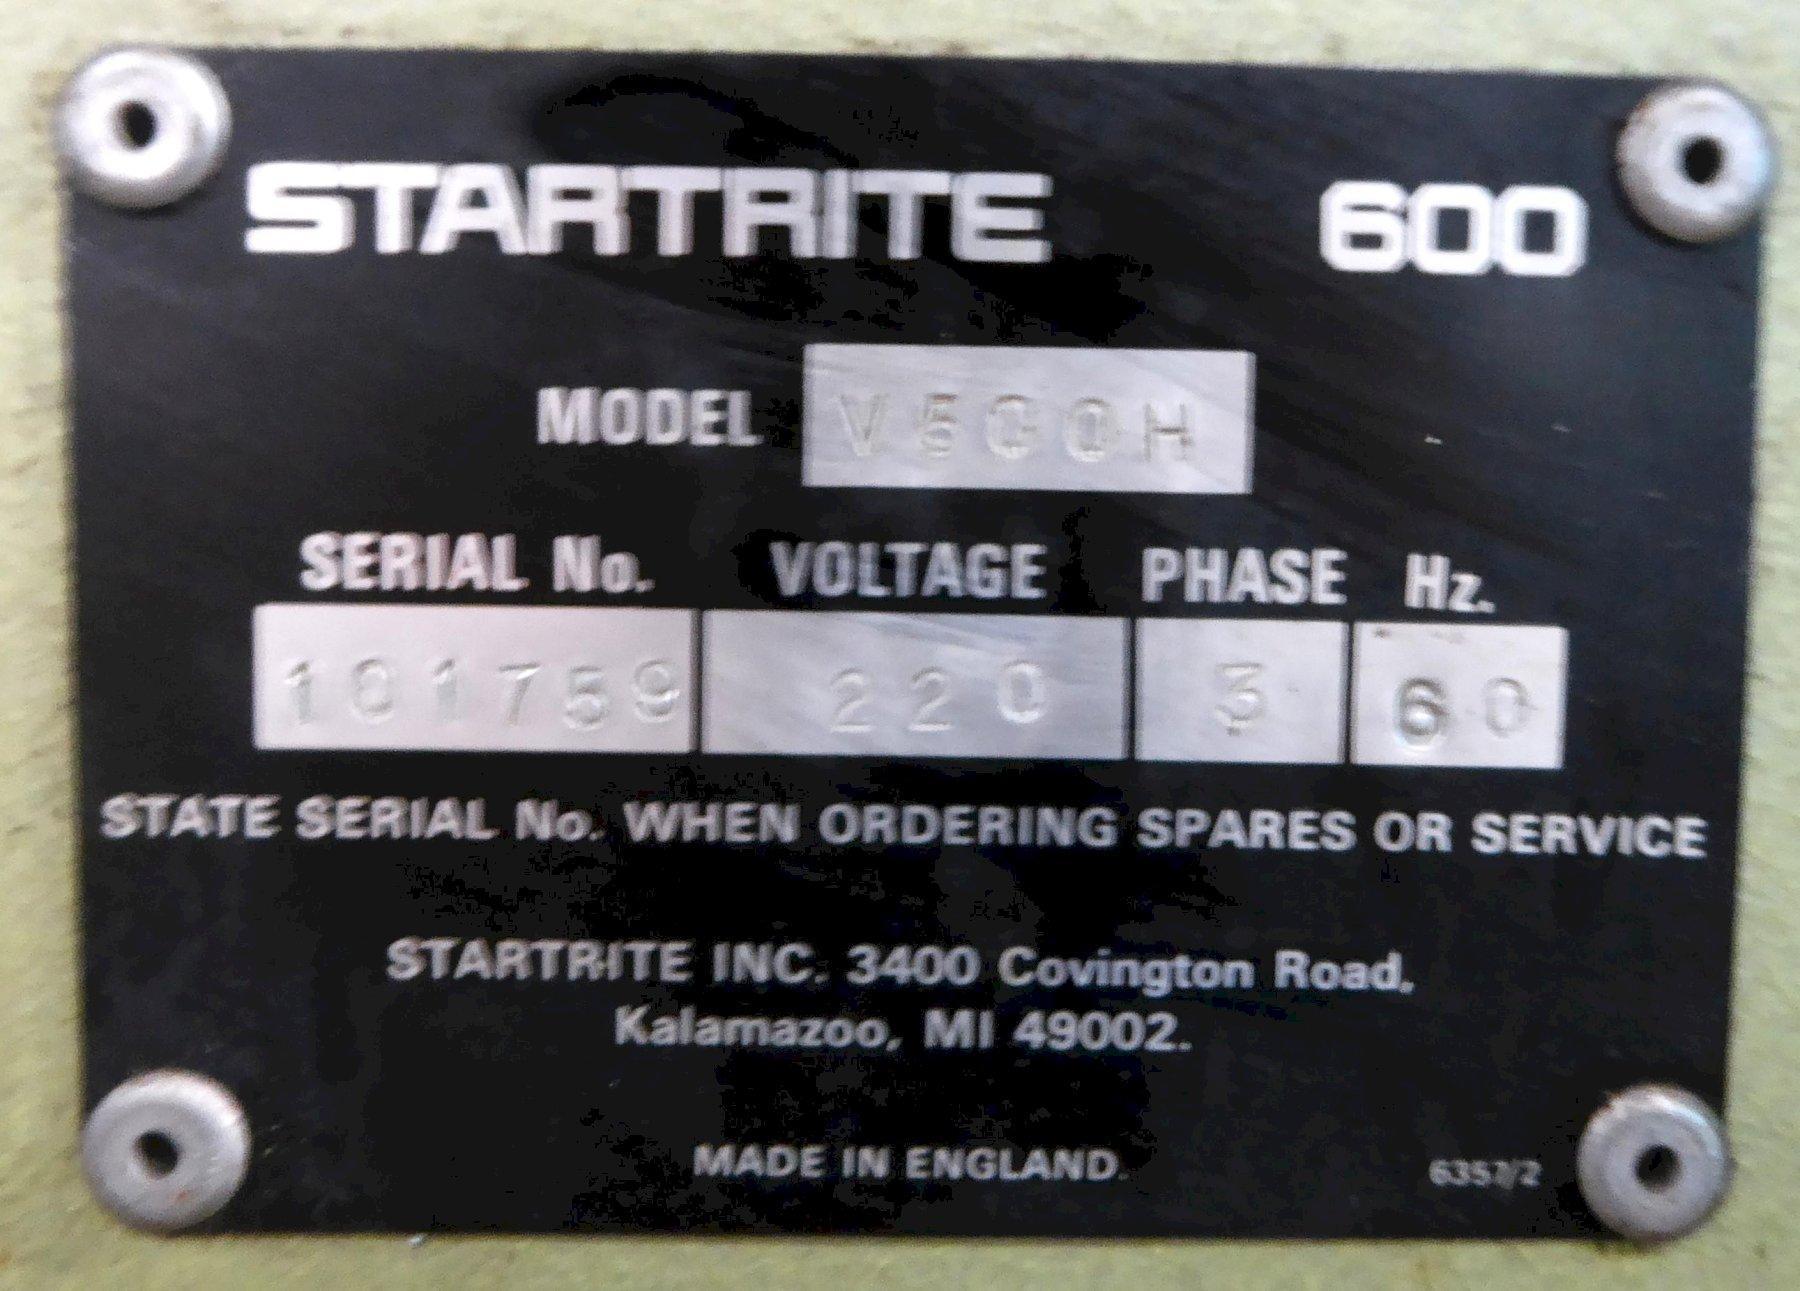 STARTRITE 600
MODEL V500H
SERIAL No. VOLTAGE PHASE Hz.
101759 220 3 60
STATE SERIAL No. WHEN ORDERING SPARES OR SERVICE
STARTRITE INC. 3400 Covington Road,
Kalamazoo, MI 49002.
MADE IN ENGLAND. 6357/2